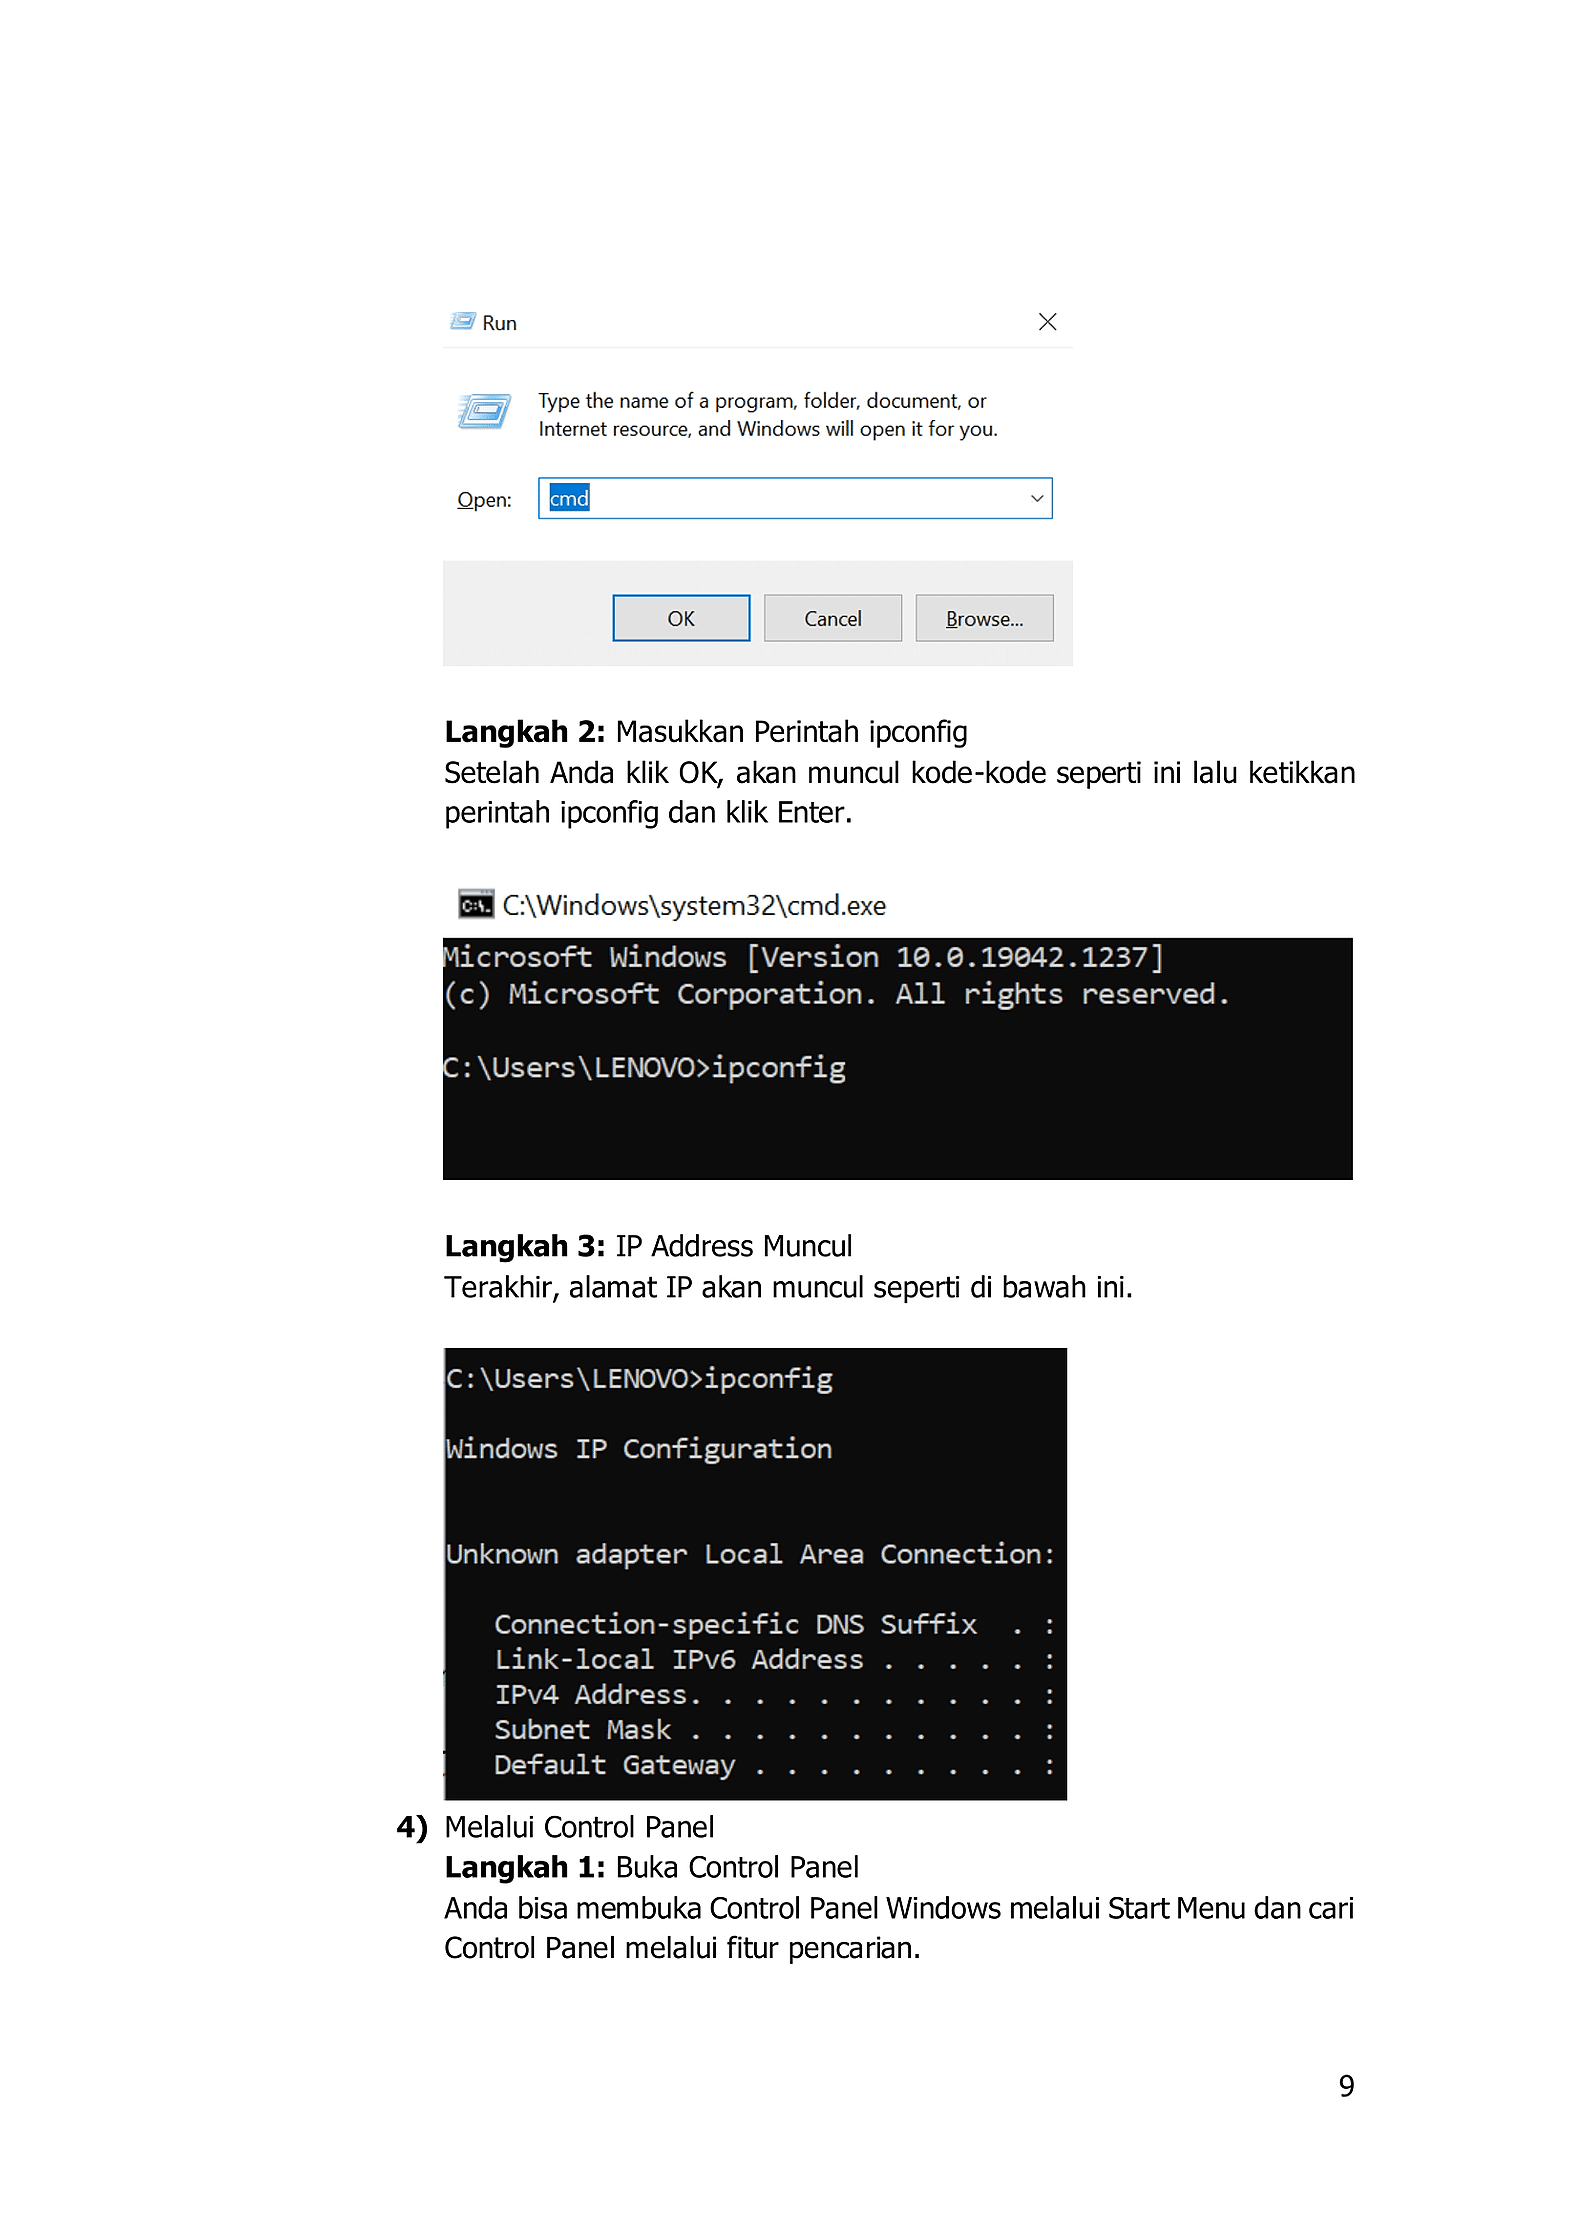 Run
Type the name of a program, folder, document, or
Internet resource, and Windows will open it for you.
Open: cmd
OK Cancel Browse...
Langkah 2: Masukkan Perintah ipconfig
Setelah Anda klik OK, akan muncul kode-kode seperti ini lalu ketikkan
perintah ipconfig dan klik Enter.
C:\Windows\system32\cmd.exe
Microsoft Windows [Version 10.0.19042.1237]
(c) Microsoft Corporation. All rights reserved.
C:\Users\LENOVO>ipconfig
Langkah 3: IP Address Muncul
Terakhir, alamat IP akan muncul seperti di bawah ini.
C:\Users\LENOVO>ipconfig
Windows IP Configuration
Unknown adapter Local Area Connection:
Connection-specific DNS Suffix . :
Link-local IPv6 Address . . . . . :
IPv4 Address. . . . . . . . . . . :
Subnet Mask . . . . . . . . . . . :
Default Gateway . . . . . . . . . :
4) Melalui Control Panel
Langkah 1: Buka Control Panel
Anda bisa membuka Control Panel Windows melalui Start Menu dan cari
Control Panel melalui fitur pencarian.
9